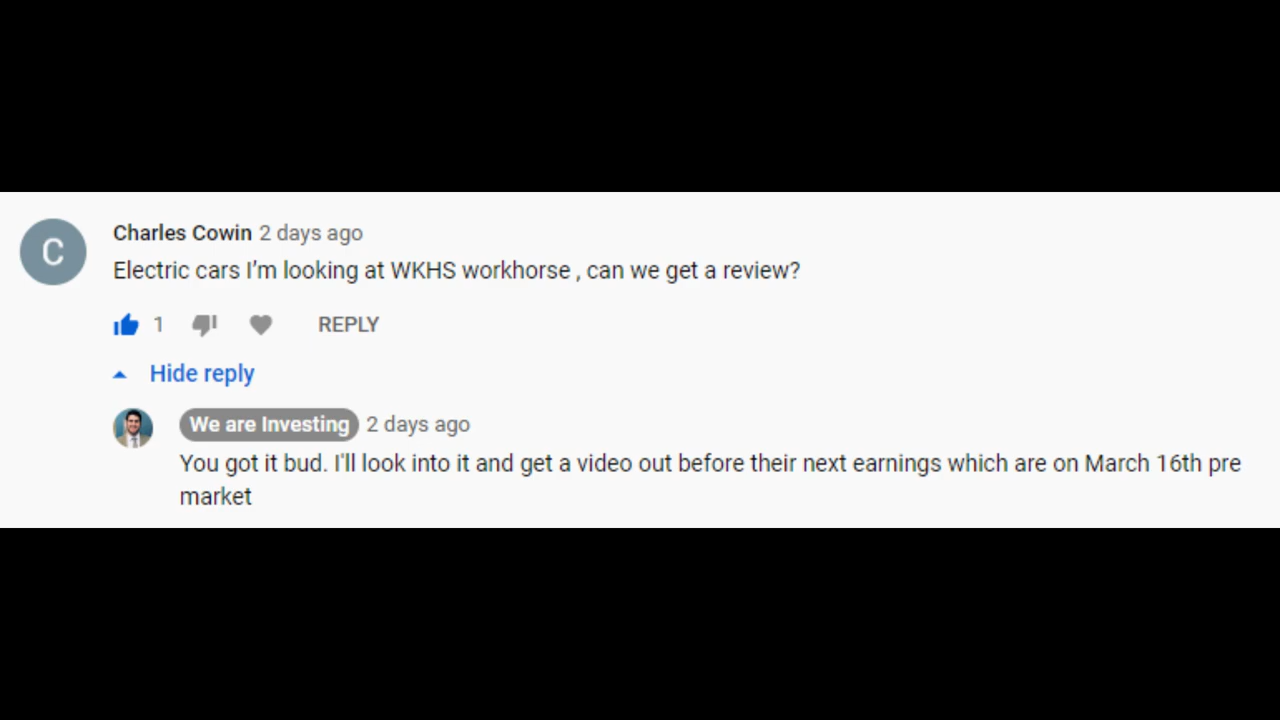 C
Charles Cowin 2 days ago
Electric cars I’m looking at WKHS workhorse , can we get a review?
1 REPLY
Hide reply
We are Investing 2 days ago
You got it bud. I'll look into it and get a video out before their next earnings which are on March 16th pre
market